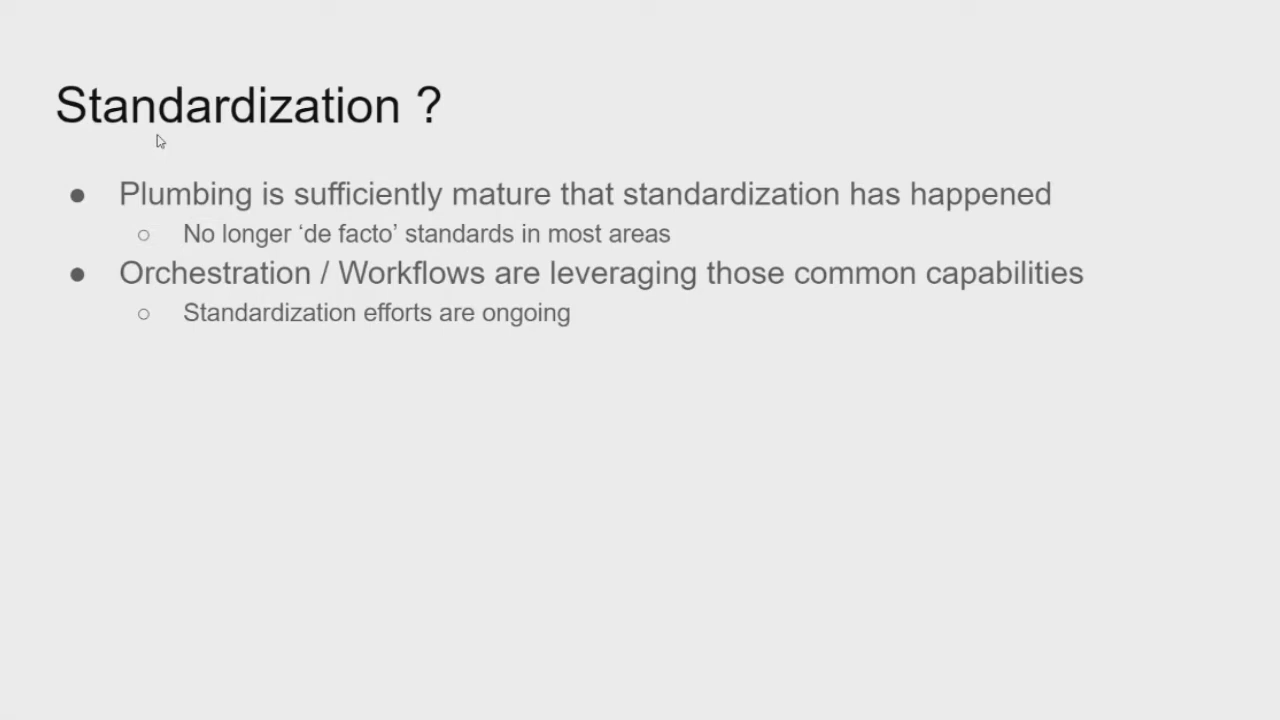 Standardization ?
● Plumbing is sufficiently mature that standardization has happened
○ No longer ‘de facto’ standards in most areas
● Orchestration / Workflows are leveraging those common capabilities
○ Standardization efforts are ongoing